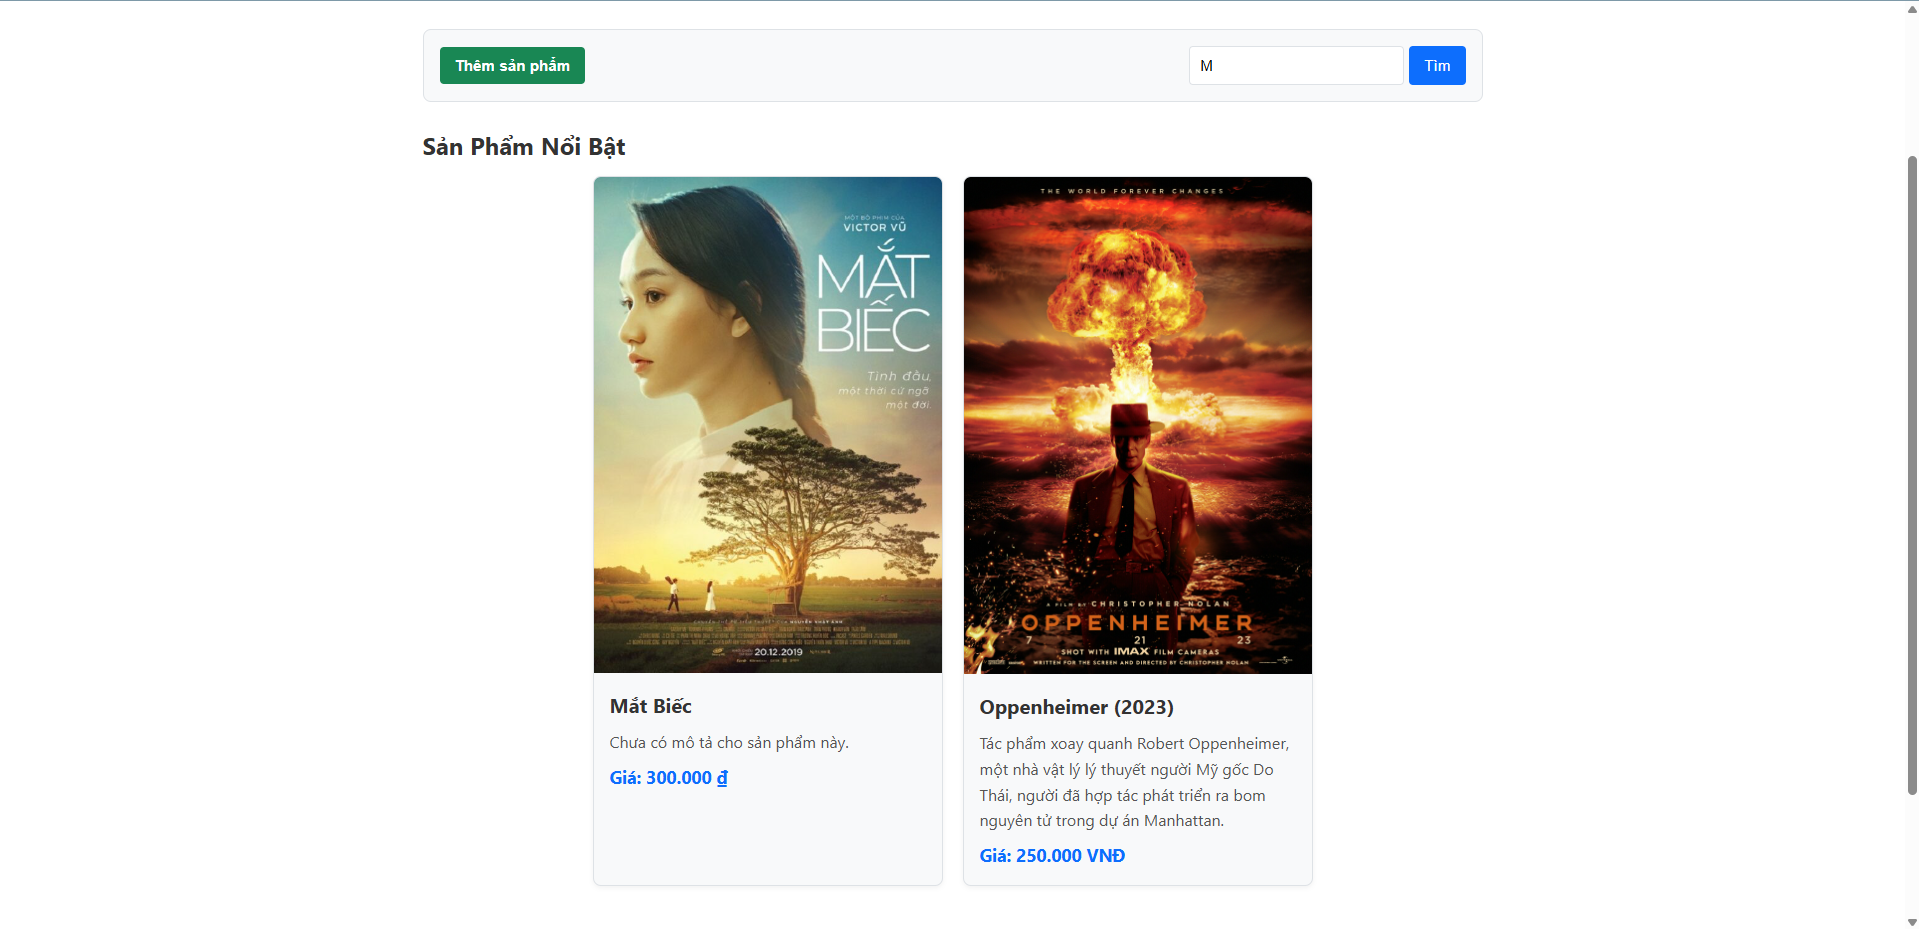 Thêm sản phẩm
M
Tìm
Sản Phẩm Nổi Bật
MỘT BỘ PHIM CỦA
VICTOR VŨ
MẮT
BIẾC
Tình đầu,
một thời cứ ngỡ
một đời.
20.12.2019
Mắt Biếc
Chưa có mô tả cho sản phẩm này.
Giá: 300.000 ₫
THE WORLD FOREVER CHANGES
A FILM BY CHRISTOPHER NOLAN
OPPENHEIMER
7 21 23
SHOT WITH IMAX FILM CAMERAS
WRITTEN FOR THE SCREEN AND DIRECTED BY CHRISTOPHER NOLAN
Oppenheimer (2023)
Tác phẩm xoay quanh Robert Oppenheimer,
một nhà vật lý lý thuyết người Mỹ gốc Do
Thái, người đã hợp tác phát triển ra bom
nguyên tử trong dự án Manhattan.
Giá: 250.000 VNĐ